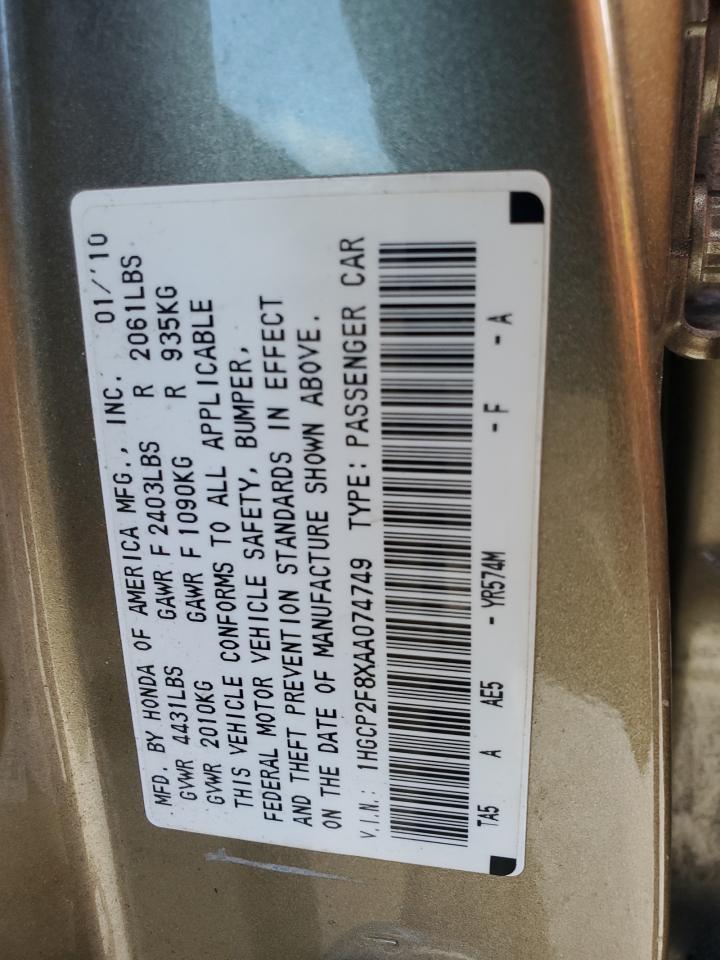 MFD. BY HONDA OF AMERICA MFG., INC. 01/'10
GVWR 4431LBS GAWR F 2403LBS R 2061LBS
GVWR 2010KG GAWR F 1090KG R 935KG
THIS VEHICLE CONFORMS TO ALL APPLICABLE
FEDERAL MOTOR VEHICLE SAFETY, BUMPER,
AND THEFT PREVENTION STANDARDS IN EFFECT
ON THE DATE OF MANUFACTURE SHOWN ABOVE.
V.I.N.: 1HGCP2F8XAA074749 TYPE: PASSENGER CAR
TA5 A AE5 - YR574M - F - A